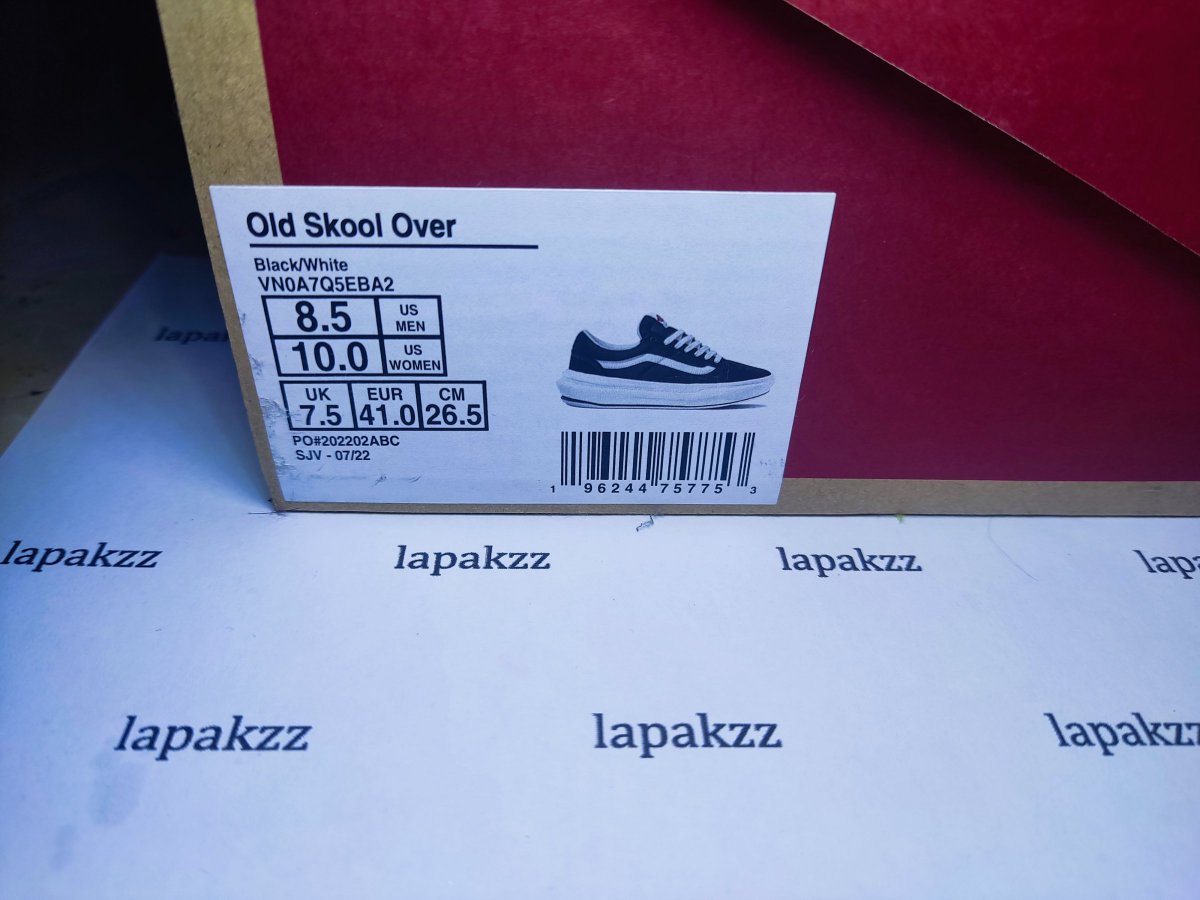 Old Skool Over
Black/White
VN0A7Q5EBA2
8.5 US MEN
10.0 US WOMEN
UK EUR CM
7.5 41.0 26.5
PO#202202ABC
SJV - 07/22
1 96244 75775 3
lapakzz lapakzz lapakzz
lapakzz lapakzz lapakzz